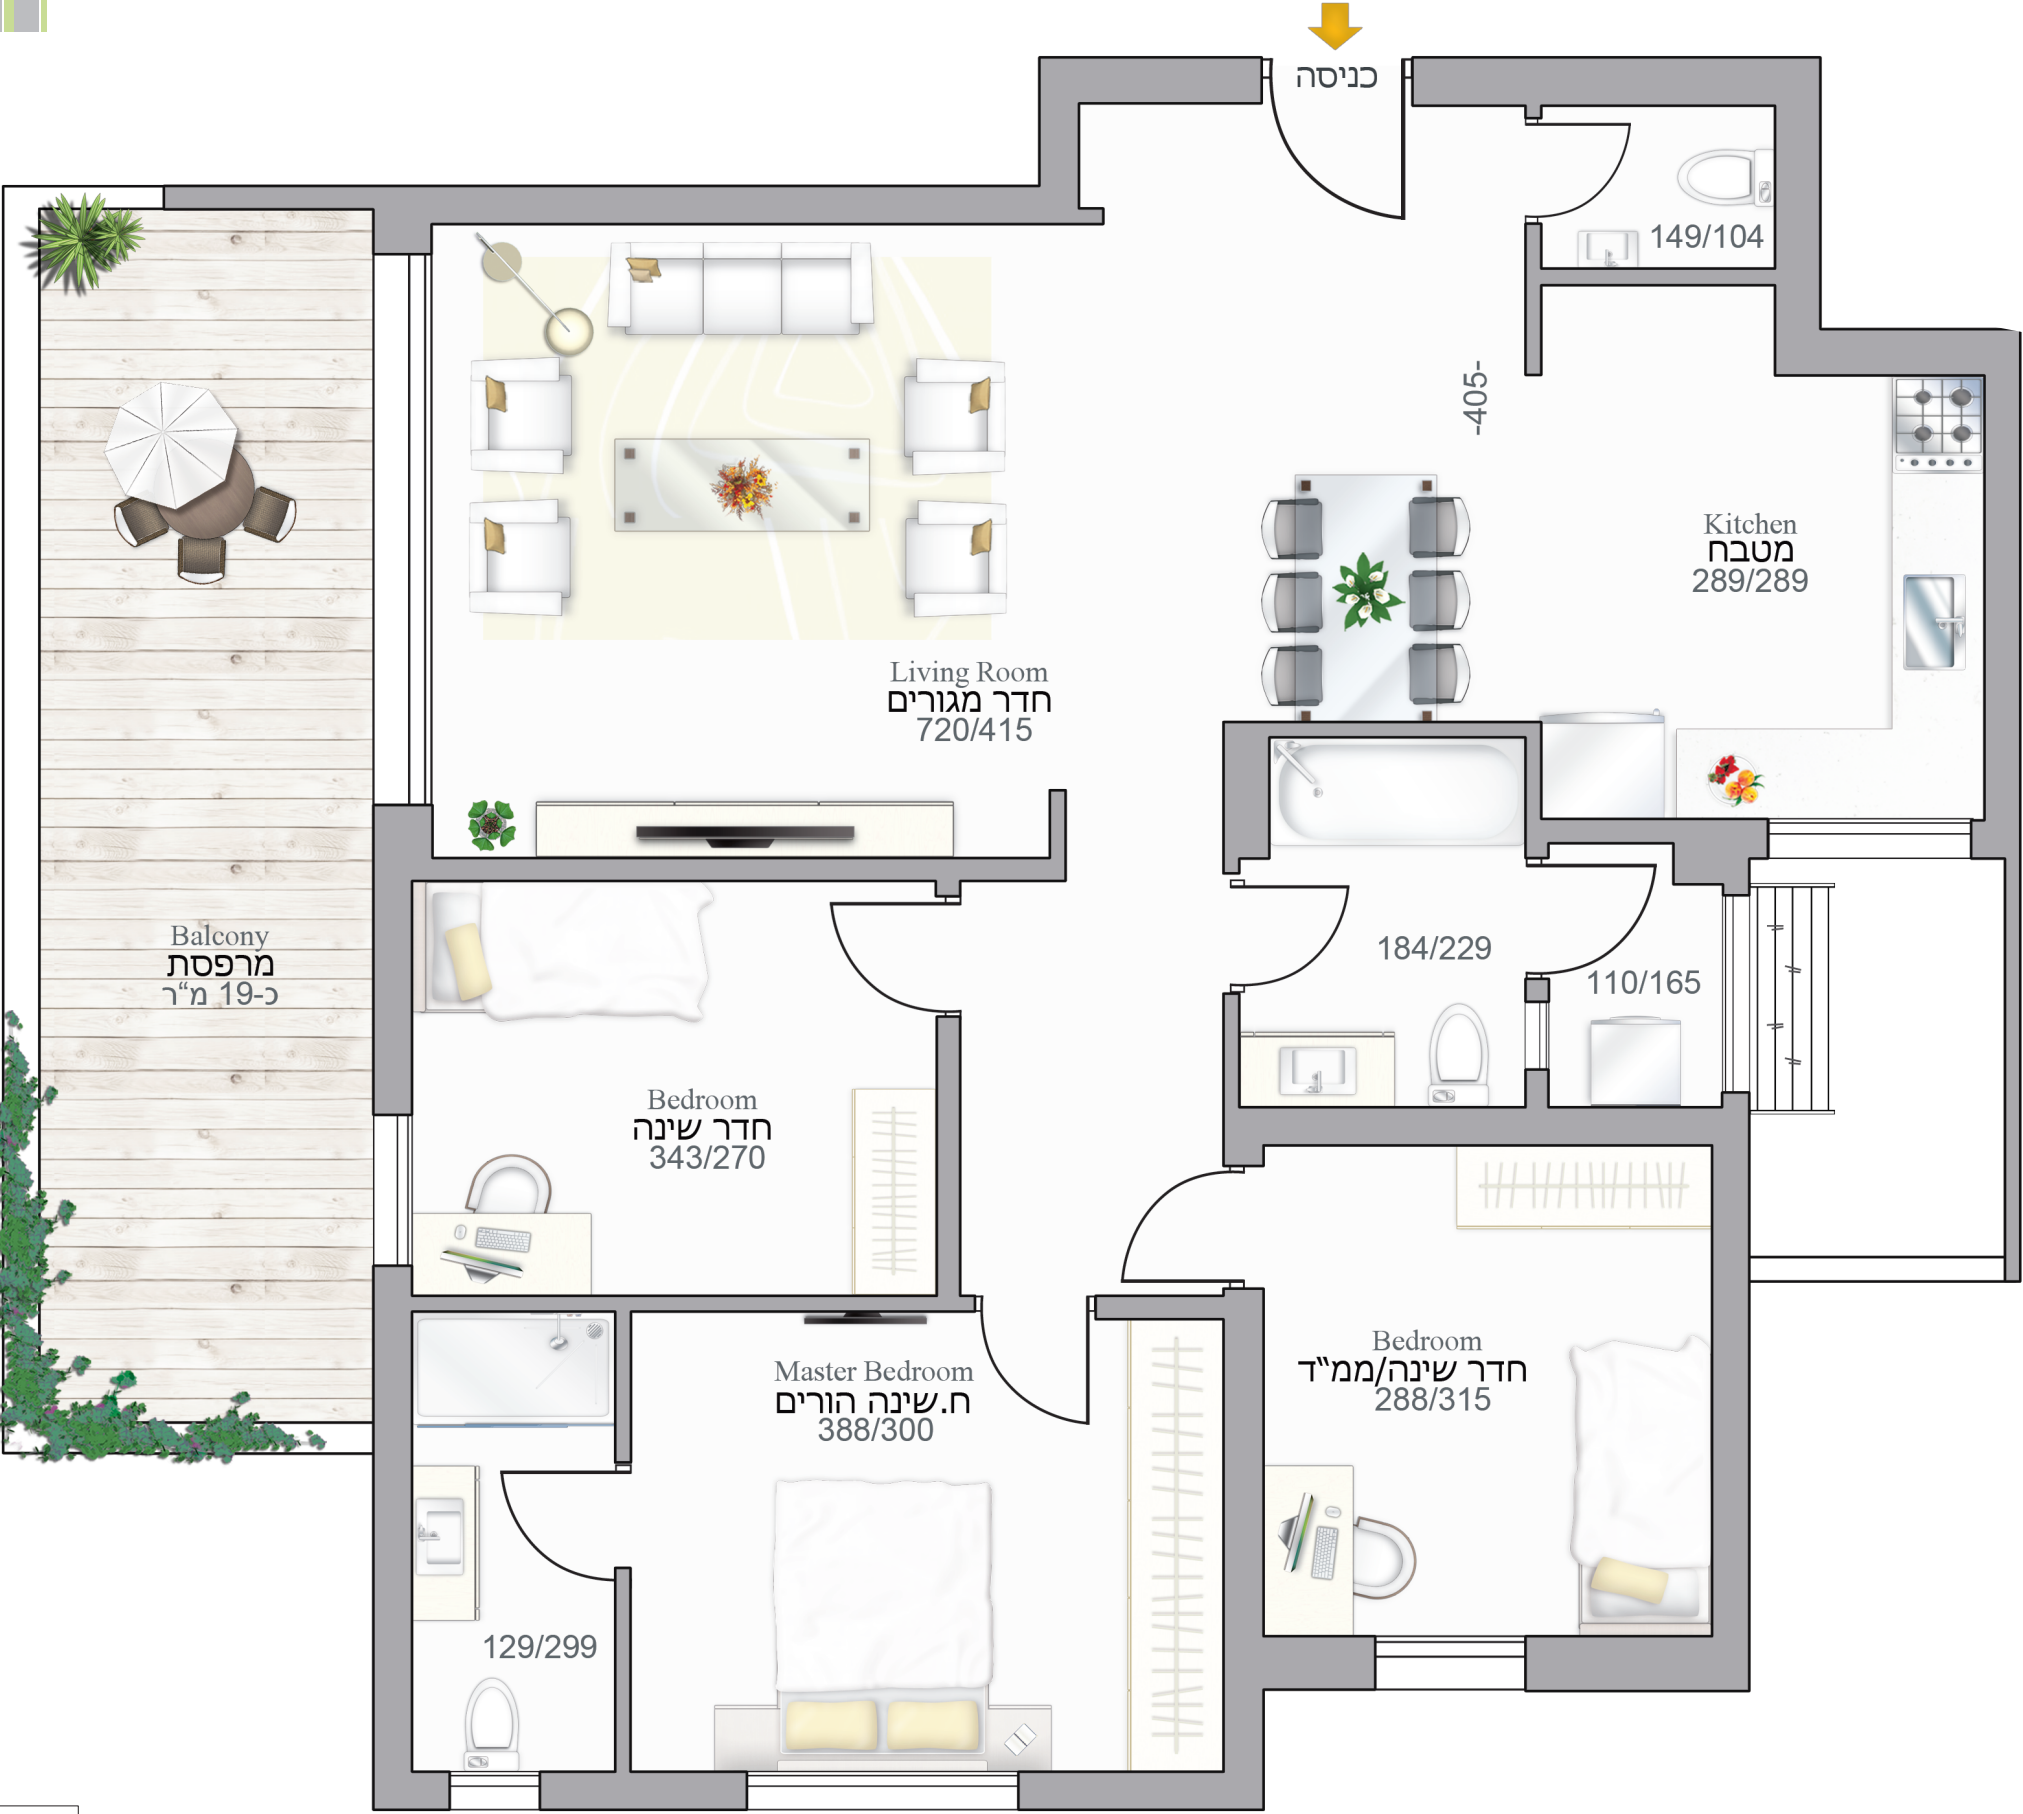 כניסה
149/104
-405-
Kitchen
מטבח
289/289
Living Room
חדר מגורים
720/415
Balcony
מרפסת
כ-19 מ"ר
184/229
110/165
Bedroom
חדר שינה
343/270
Master Bedroom
ח.שינה הורים
388/300
Bedroom
חדר שינה/ממ"ד
288/315
129/299